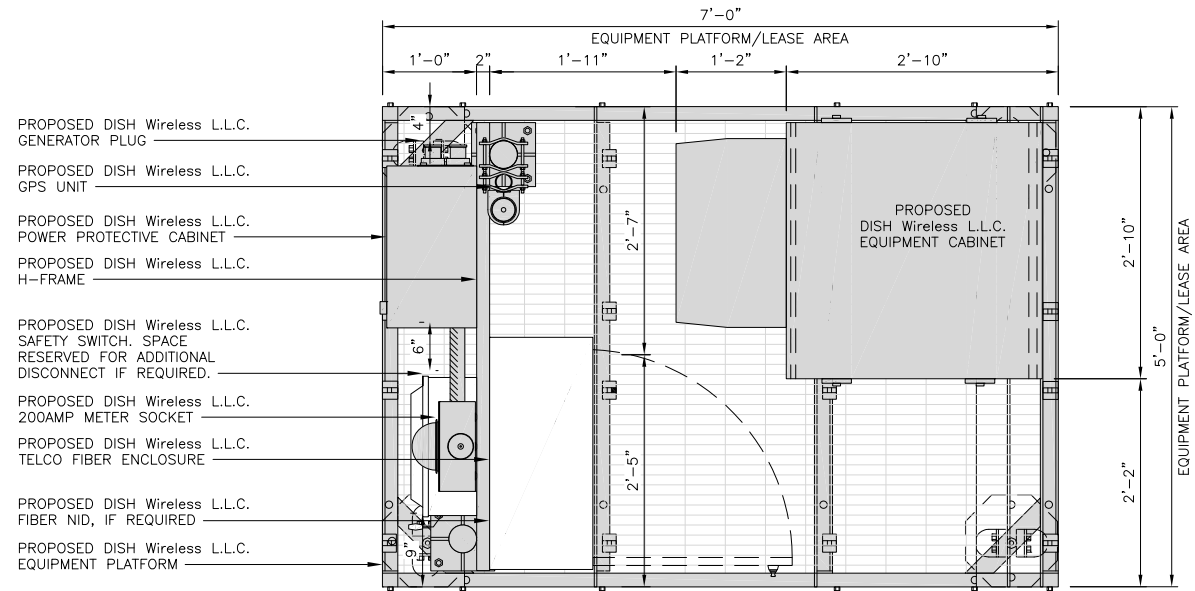 7'-0"
EQUIPMENT PLATFORM/LEASE AREA
1'-0"
2"
1'-11"
1'-2"
2'-10"
PROPOSED DISH Wireless L.L.C.
GENERATOR PLUG
PROPOSED DISH Wireless L.L.C.
GPS UNIT
PROPOSED DISH Wireless L.L.C.
POWER PROTECTIVE CABINET
PROPOSED DISH Wireless L.L.C.
H-FRAME
PROPOSED DISH Wireless L.L.C.
SAFETY SWITCH. SPACE
RESERVED FOR ADDITIONAL
DISCONNECT IF REQUIRED.
PROPOSED DISH Wireless L.L.C.
200AMP METER SOCKET
PROPOSED DISH Wireless L.L.C.
TELCO FIBER ENCLOSURE
PROPOSED DISH Wireless L.L.C.
FIBER NID, IF REQUIRED
PROPOSED DISH Wireless L.L.C.
EQUIPMENT PLATFORM
4"
6"
9"
2'-7"
2'-5"
PROPOSED
DISH Wireless L.L.C.
EQUIPMENT CABINET
2'-10"
2'-2"
5'-0"
EQUIPMENT PLATFORM/LEASE AREA